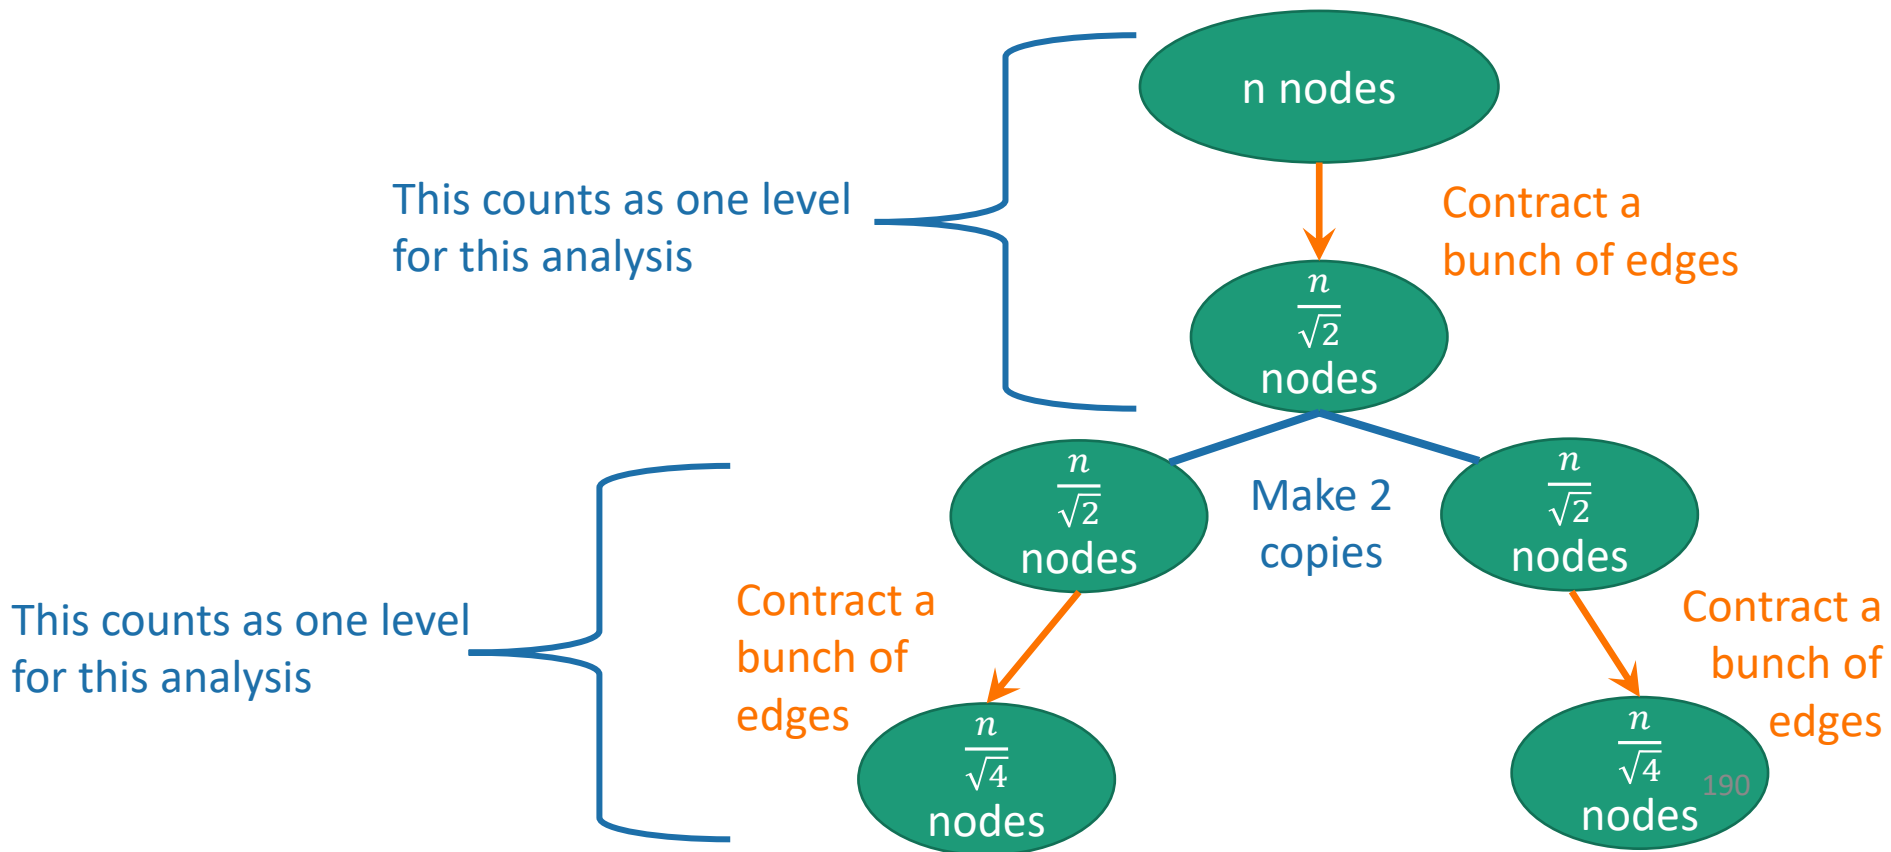 n nodes
This counts as one level
for this analysis
Contract a
bunch of edges
n
√2
nodes
n
√2
nodes
Make 2
copies
n
√2
nodes
This counts as one level
for this analysis
Contract a
bunch of
edges
Contract a
bunch of
edges
n
√4
nodes
n
√4
nodes
190